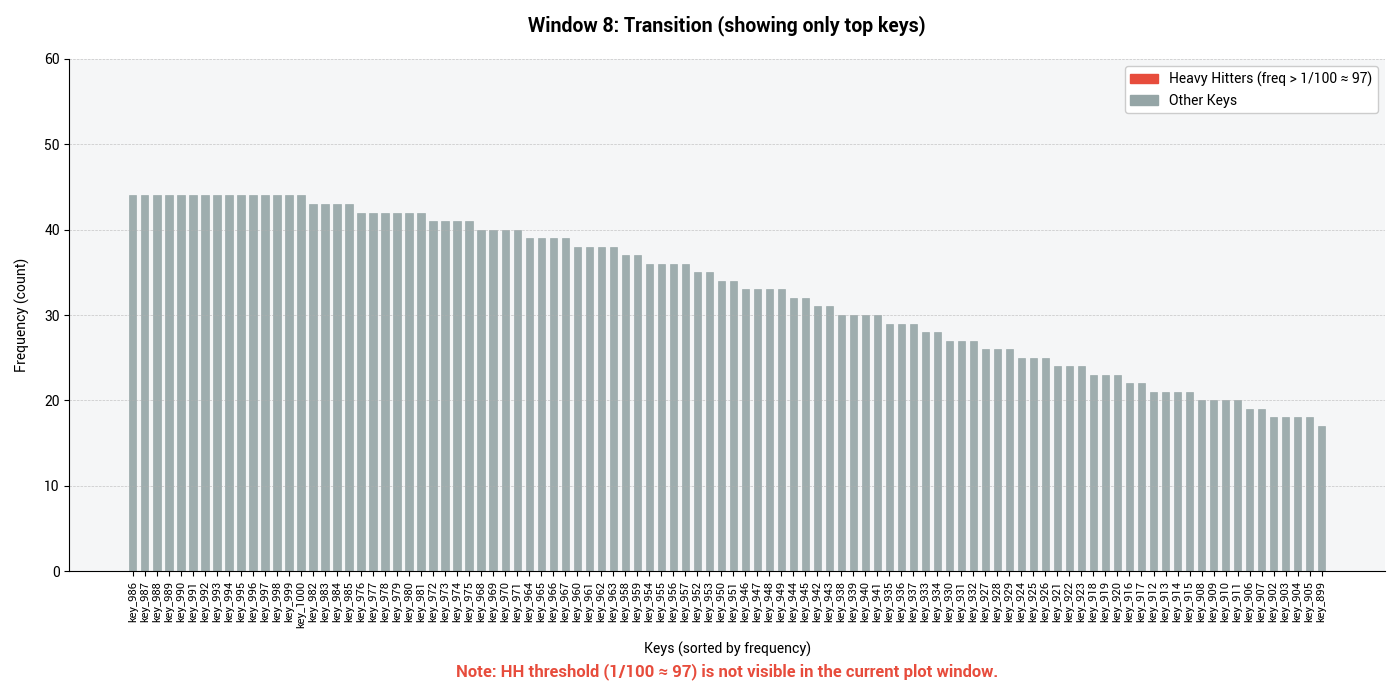 Window 8: Transition (showing only top keys)
Heavy Hitters (freq > 1/100 ≈ 97)
Other Keys
Frequency (count)
60
50
40
30
20
10
0
key_986 key_987 key_988 key_989 key_990 key_991 key_992 key_993 key_994 key_995 key_996 key_997 key_998 key_999 key_1000 key_982 key_983 key_984 key_985 key_976 key_977 key_978 key_979 key_980 key_981 key_972 key_973 key_974 key_975 key_968 key_969 key_970 key_971 key_964 key_965 key_966 key_967 key_960 key_961 key_962 key_963 key_958 key_959 key_954 key_955 key_956 key_957 key_952 key_953 key_950 key_951 key_946 key_947 key_948 key_949 key_944 key_945 key_942 key_943 key_938 key_939 key_940 key_941 key_935 key_936 key_937 key_933 key_934 key_930 key_931 key_932 key_927 key_928 key_929 key_924 key_925 key_926 key_921 key_922 key_923 key_918 key_919 key_920 key_916 key_917 key_912 key_913 key_914 key_915 key_908 key_909 key_910 key_911 key_906 key_907 key_902 key_903 key_904 key_905 key_899
Keys (sorted by frequency)
Note: HH threshold (1/100 ≈ 97) is not visible in the current plot window.